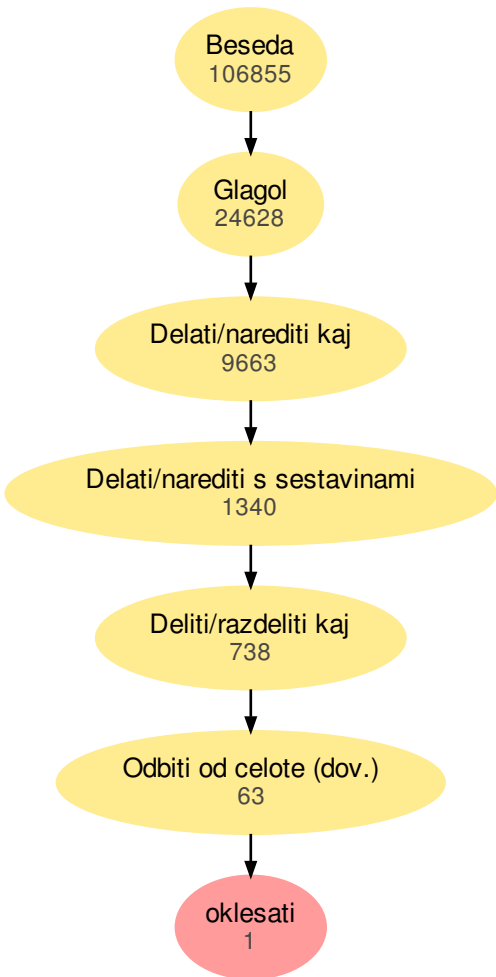 Beseda
106855
Glagol
24628
Delati/narediti kaj
9663
Delati/narediti s sestavinami
1340
Deliti/razdeliti kaj
738
Odbiti od celote (dov.)
63
oklesati
1